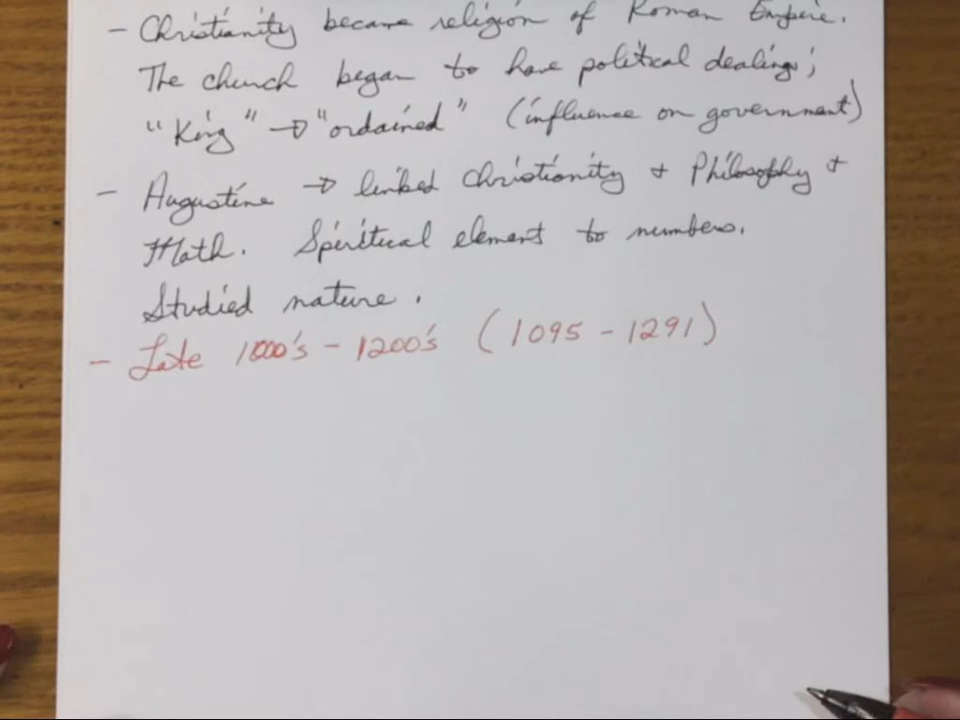 - Christianity became religion of Roman Empire.
The church began to have political dealings;
"King" → "ordained" (influence on government)
- Augustine → linked Christianity + Philosophy +
Math. Spiritual element to numbers.
Studied nature.
- Late 1000's - 1200's (1095 - 1291)